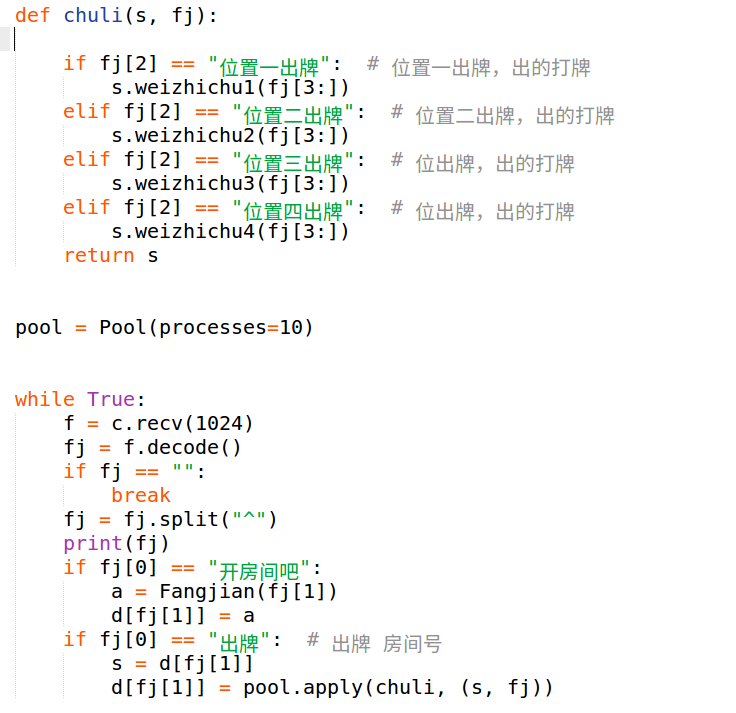 def chuli(s, fj):
    if fj[2] == "位置一出牌":  # 位置一出牌，出的打牌
        s.weizhichu1(fj[3:])
    elif fj[2] == "位置二出牌":  # 位置二出牌，出的打牌
        s.weizhichu2(fj[3:])
    elif fj[2] == "位置三出牌":  # 位出牌，出的打牌
        s.weizhichu3(fj[3:])
    elif fj[2] == "位置四出牌":  # 位出牌，出的打牌
        s.weizhichu4(fj[3:])
    return s
pool = Pool(processes=10)
while True:
    f = c.recv(1024)
    fj = f.decode()
    if fj == "":
        break
    fj = fj.split("^")
    print(fj)
    if fj[0] == "开房间吧":
        a = Fangjian(fj[1])
        d[fj[1]] = a
    if fj[0] == "出牌":  # 出牌 房间号
        s = d[fj[1]]
        d[fj[1]] = pool.apply(chuli, (s, fj))